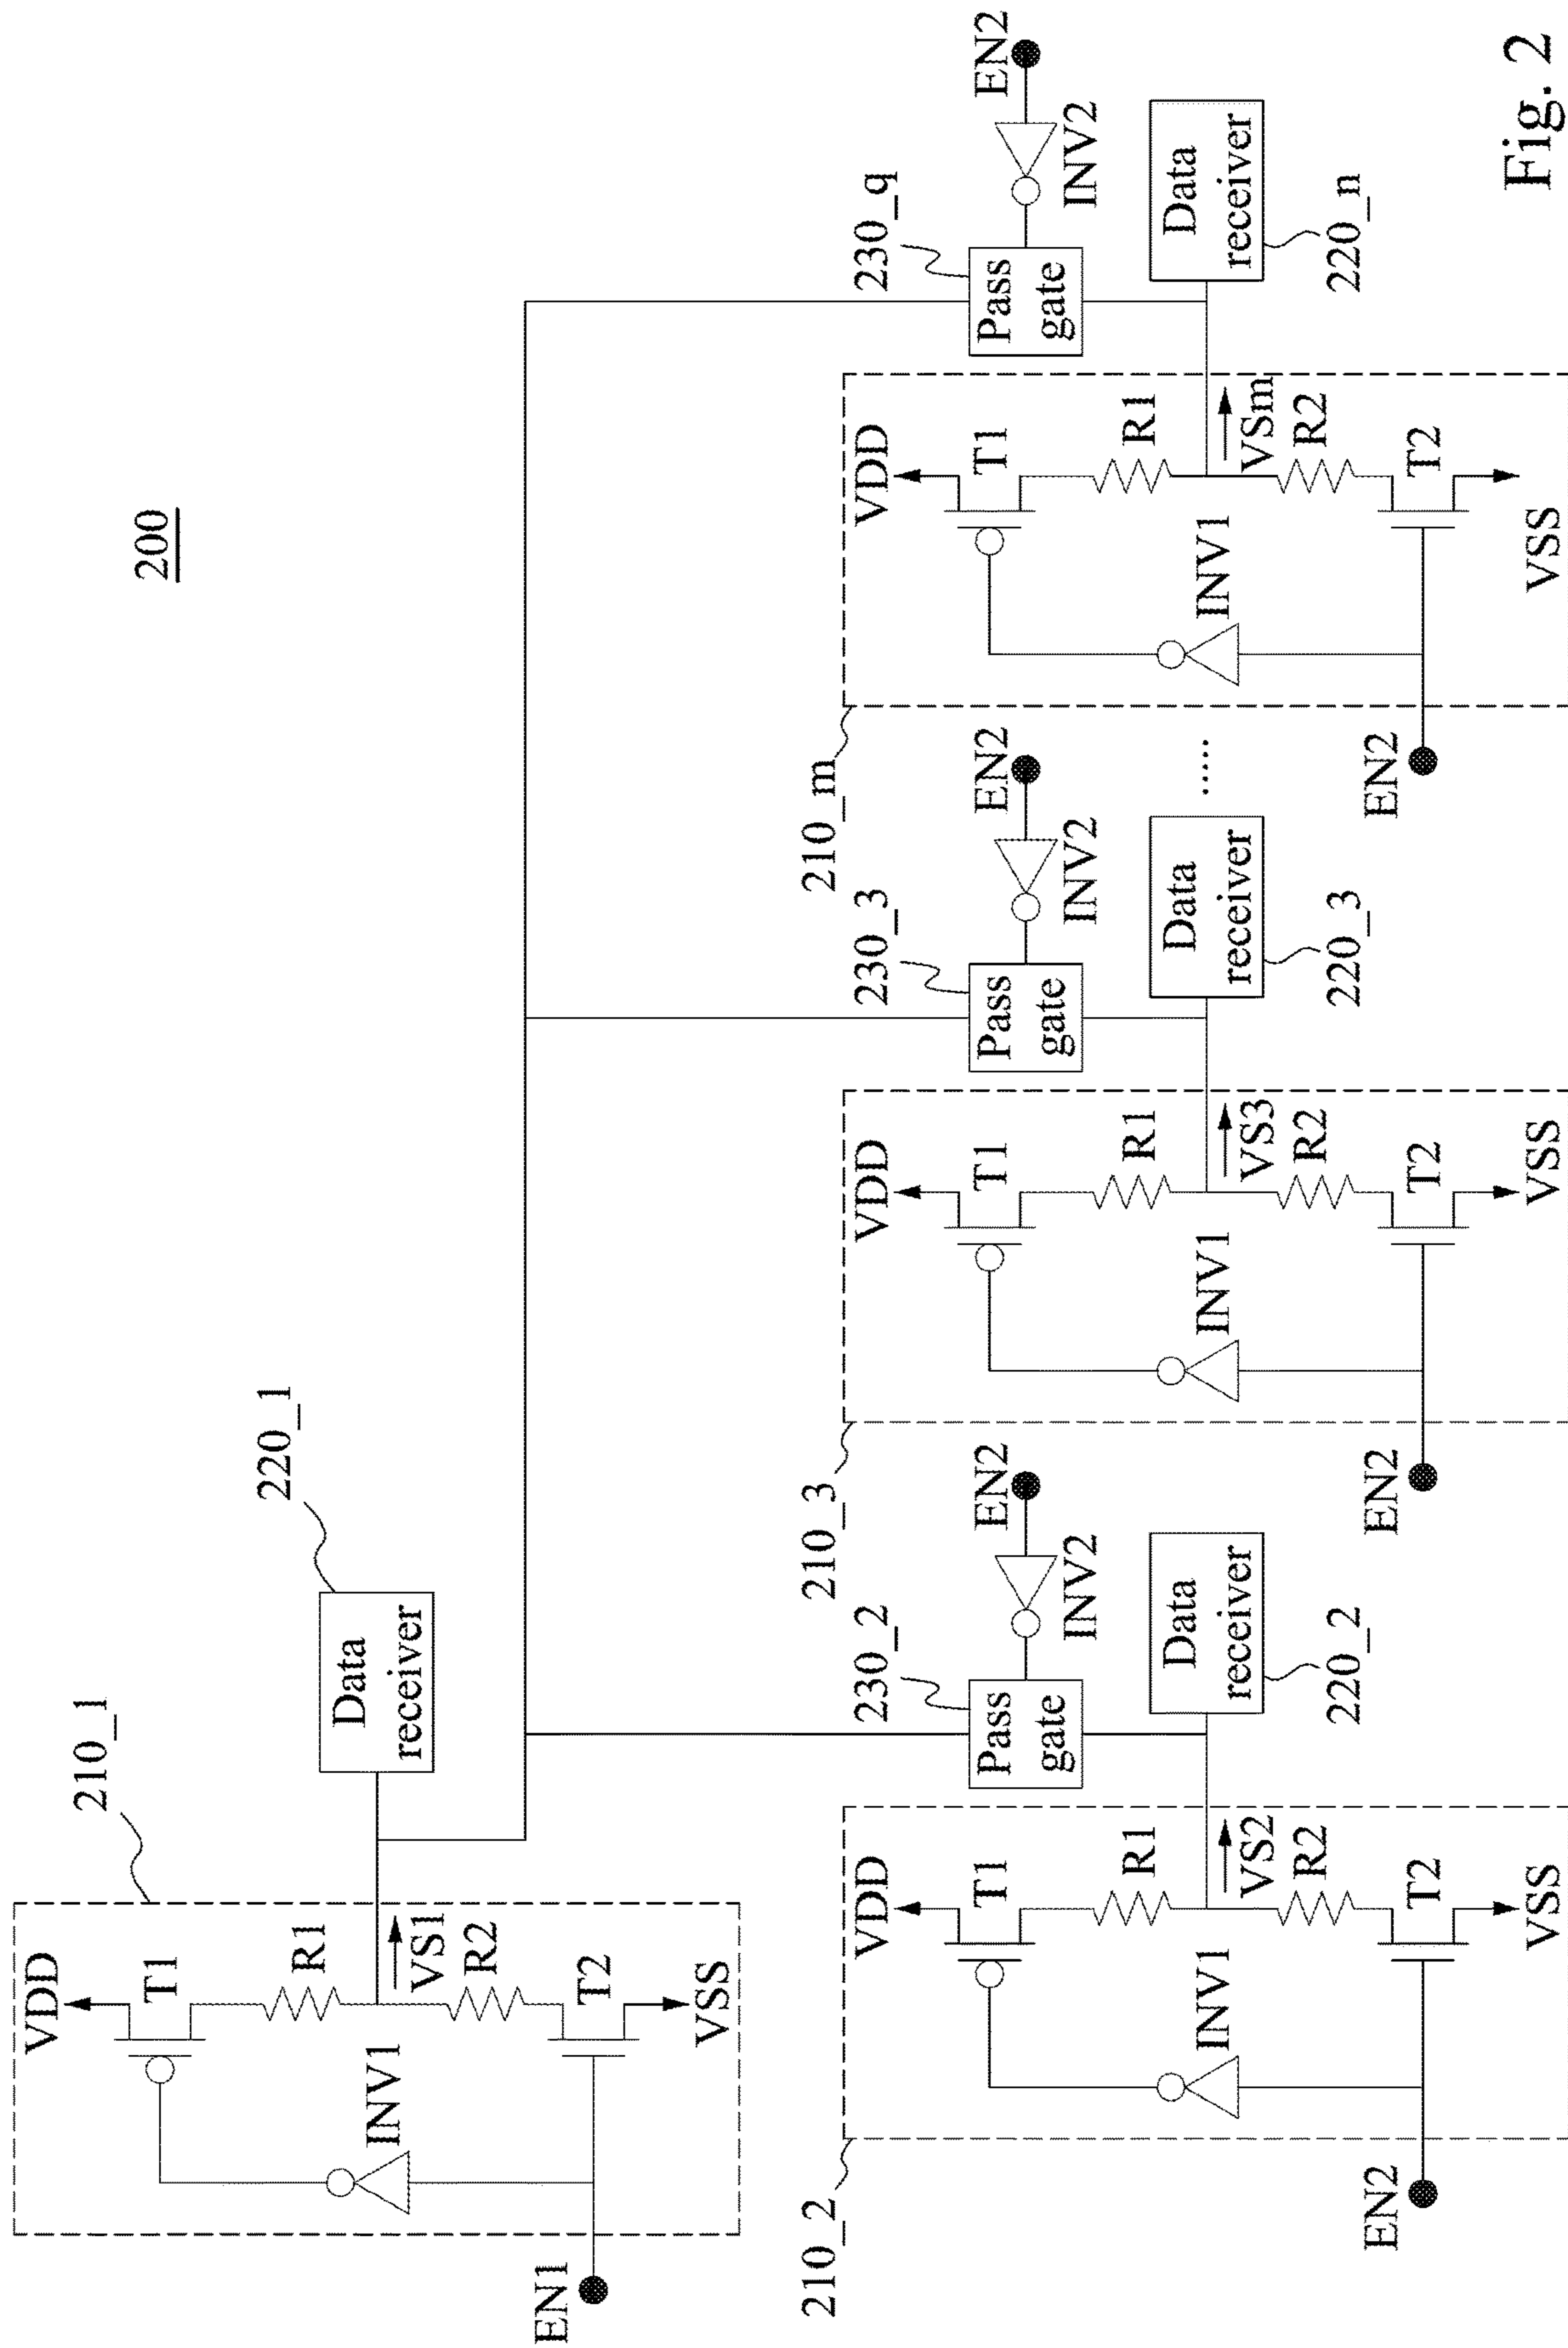 200
210_1
220_1
VDD
T1
R1
VS1
R2
T2
VSS
INV1
EN1
Data
receiver
210_2
VDD
T1
R1
VS2
R2
T2
VSS
INV1
EN2
230_2
Pass
gate
INV2
EN2
Data
receiver
220_2
210_3
VDD
T1
R1
VS3
R2
T2
VSS
INV1
EN2
230_3
Pass
gate
INV2
EN2
Data
receiver
220_3
.....
210_m
VDD
T1
R1
VSm
R2
T2
VSS
INV1
EN2
230_q
Pass
gate
INV2
EN2
Data
receiver
220_n
Fig. 2